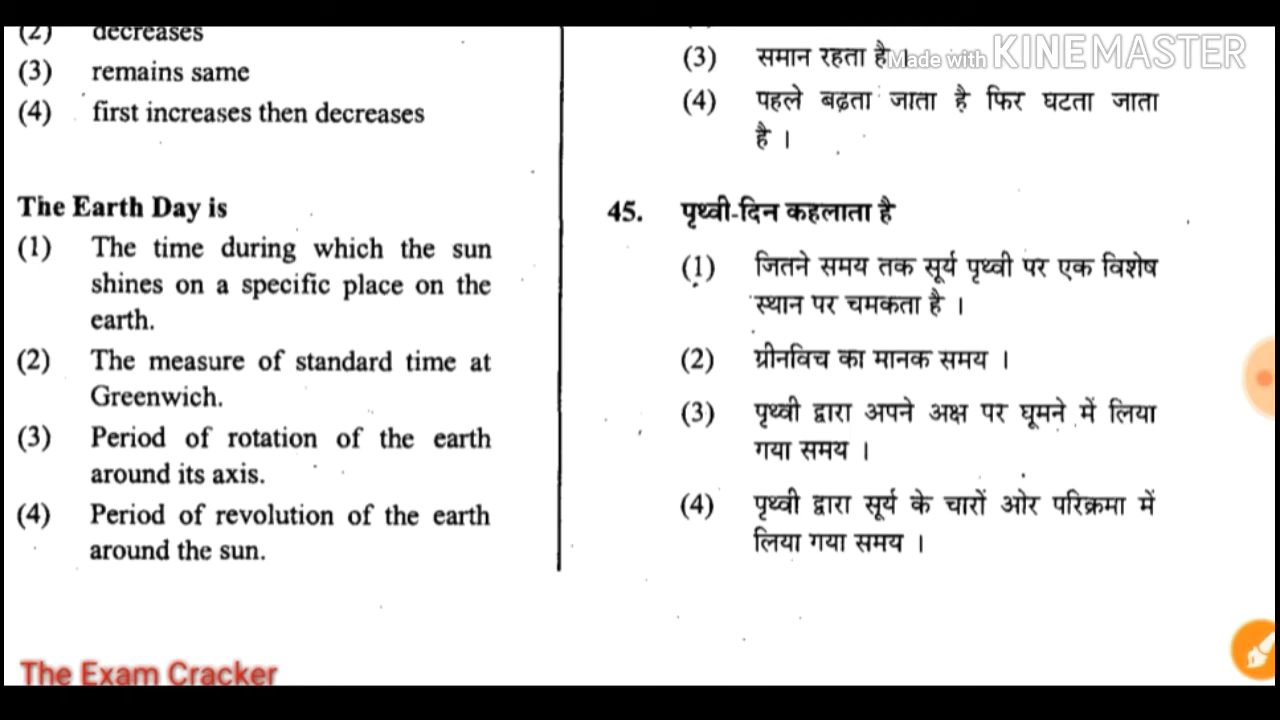 (2) decreases
(3) remains same
(4) first increases then decreases
The Earth Day is
(1) The time during which the sun
shines on a specific place on the
earth.
(2) The measure of standard time at
Greenwich.
(3) Period of rotation of the earth
around its axis.
(4) Period of revolution of the earth
around the sun.
(3) समान रहता है ।
(4) पहले बढ़ता जाता है फिर घटता जाता
है ।
45. पृथ्वी-दिन कहलाता है
(1) जितने समय तक सूर्य पृथ्वी पर एक विशेष
स्थान पर चमकता है ।
(2) ग्रीनविच का मानक समय ।
(3) पृथ्वी द्वारा अपने अक्ष पर घूमने में लिया
गया समय ।
(4) पृथ्वी द्वारा सूर्य के चारों ओर परिक्रमा में
लिया गया समय ।
Made with KINEMASTER
The Exam Cracker